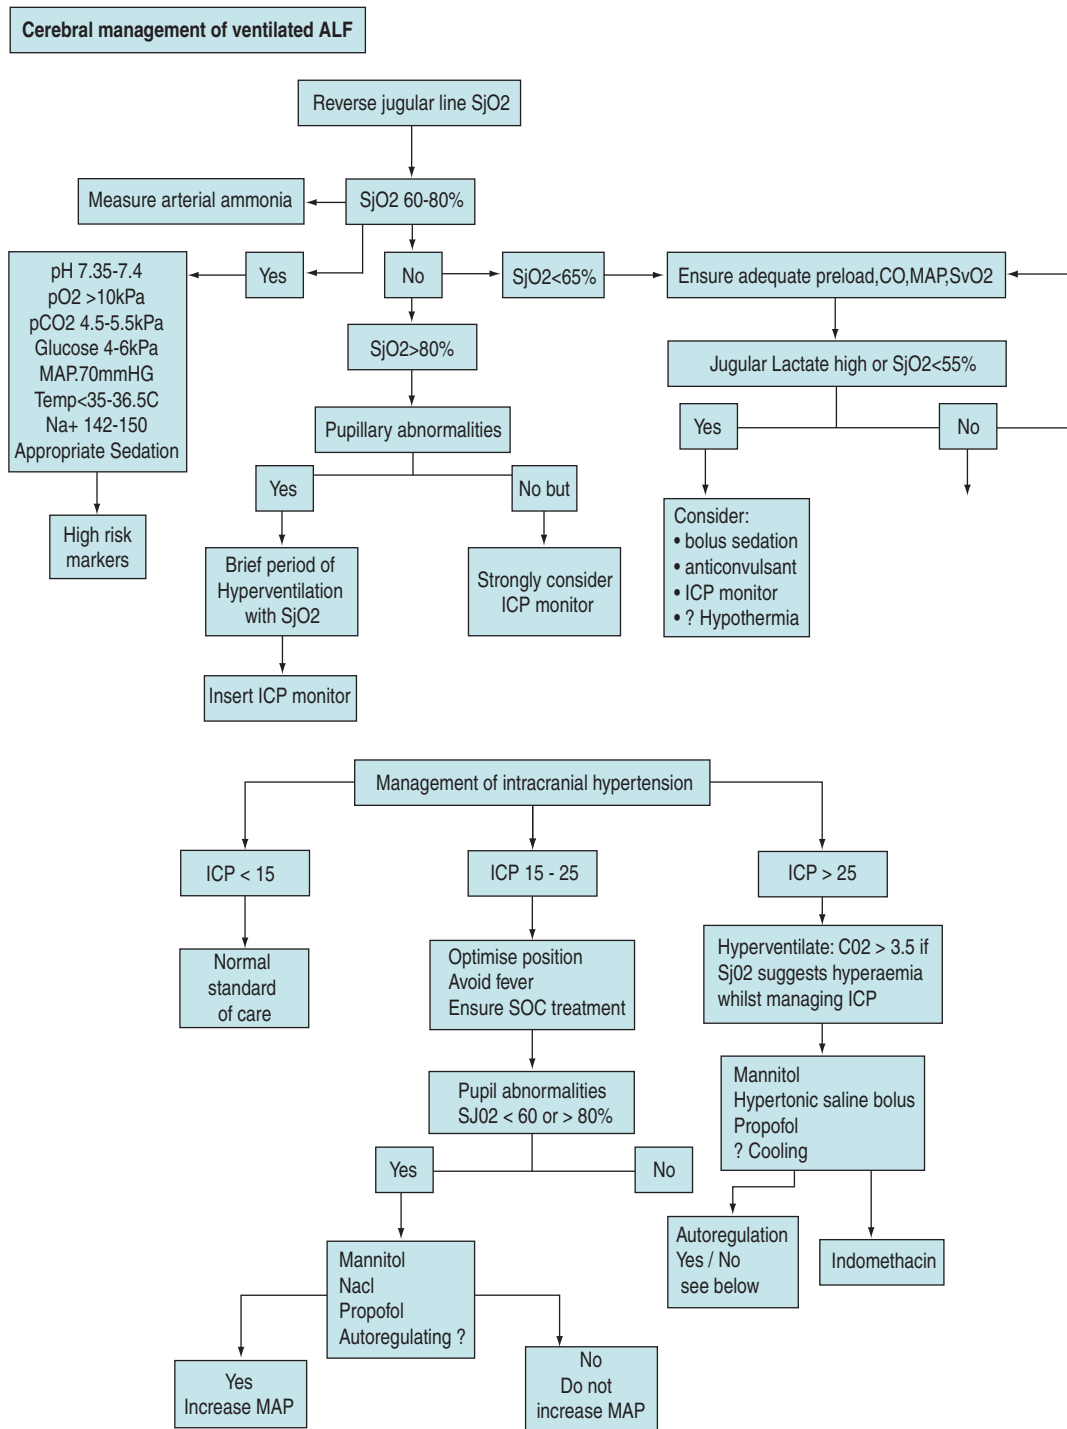 Cerebral management of ventilated ALF
Reverse jugular line SjO2
Measure arterial ammonia
SjO2 60-80%
pH 7.35-7.4
pO2 >10kPa
pCO2 4.5-5.5kPa
Glucose 4-6kPa
MAP.70mmHG
Temp<35-36.5C
Na+ 142-150
Appropriate Sedation
Yes
No
SjO2<65%
Ensure adequate preload,CO,MAP,SvO2
SjO2>80%
Jugular Lactate high or SjO2<55%
Pupillary abnormalities
Yes
No
Yes
No but
High risk
markers
Brief period of
Hyperventilation
with SjO2
Strongly consider
ICP monitor
Consider:
• bolus sedation
• anticonvulsant
• ICP monitor
• ? Hypothermia
Insert ICP monitor
Management of intracranial hypertension
ICP < 15
ICP 15 - 25
ICP > 25
Normal
standard
of care
Optimise position
Avoid fever
Ensure SOC treatment
Hyperventilate: C02 > 3.5 if
Sj02 suggests hyperaemia
whilst managing ICP
Pupil abnormalities
SJ02 < 60 or > 80%
Mannitol
Hypertonic saline bolus
Propofol
? Cooling
Yes
No
Mannitol
Nacl
Propofol
Autoregulating ?
Autoregulation
Yes / No
see below
Indomethacin
Yes
Increase MAP
No
Do not
increase MAP